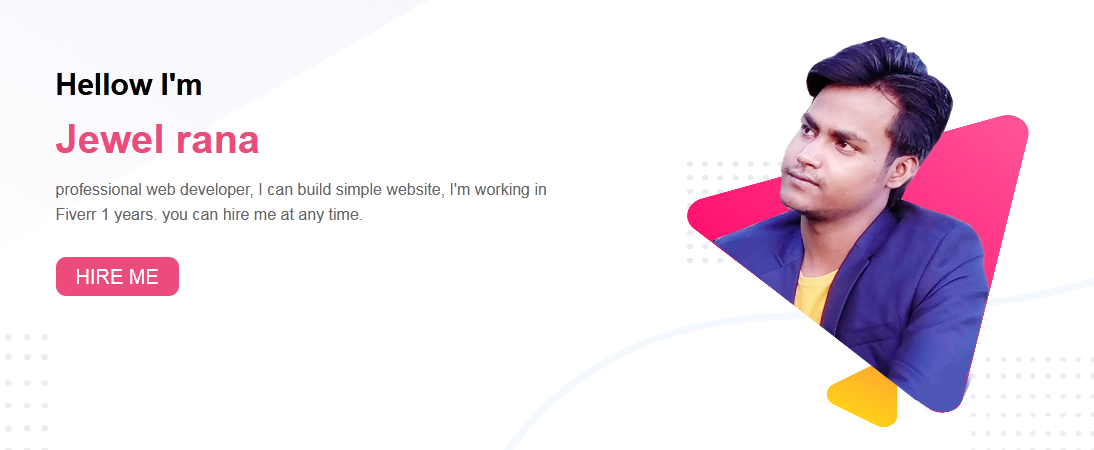 Hellow I'm
Jewel rana
professional web developer, I can build simple website, I'm working in
Fiverr 1 years. you can hire me at any time.
HIRE ME